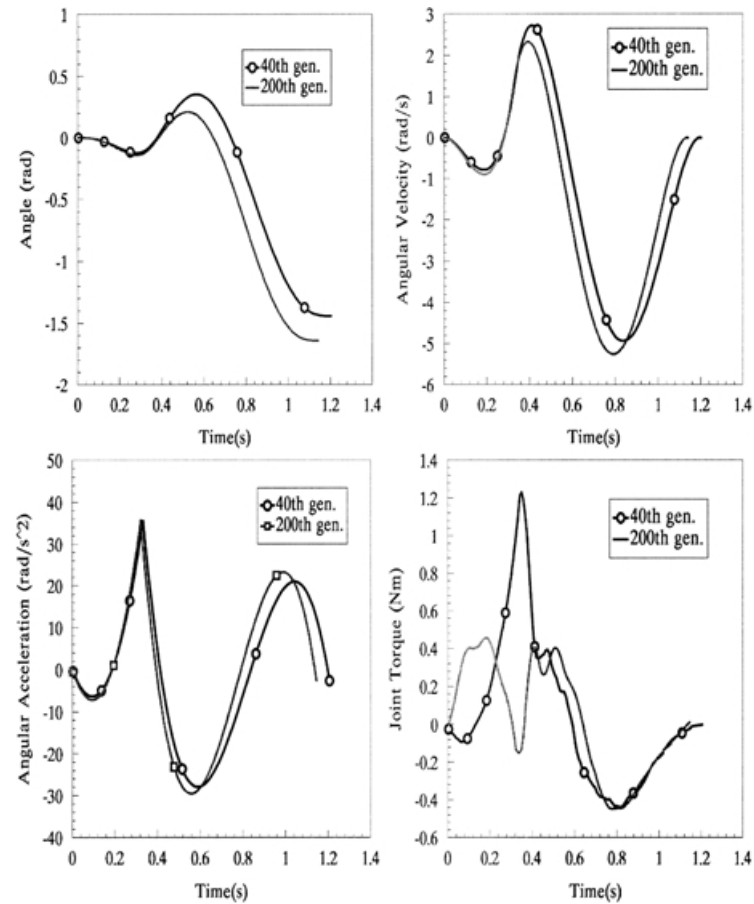 1
0.5
0
-0.5
-1
-1.5
-2
Angle (rad)
40th gen.
200th gen.
0 0.2 0.4 0.6 0.8 1 1.2 1.4
Time(s)
3
2
1
0
-1
-2
-3
-4
-5
-6
Angular Velocity (rad/s)
40th gen.
200th gen.
0 0.2 0.4 0.6 0.8 1 1.2 1.4
Time(s)
50
40
30
20
10
0
-10
-20
-30
-40
Angular Acceleration (rad/s^2)
40th gen.
200th gen.
0 0.2 0.4 0.6 0.8 1 1.2 1.4
Time(s)
1.4
1.2
1
0.8
0.6
0.4
0.2
0
-0.2
-0.4
-0.6
Joint Torque (Nm)
40th gen.
200th gen.
0 0.2 0.4 0.6 0.8 1 1.2 1.4
Time(s)